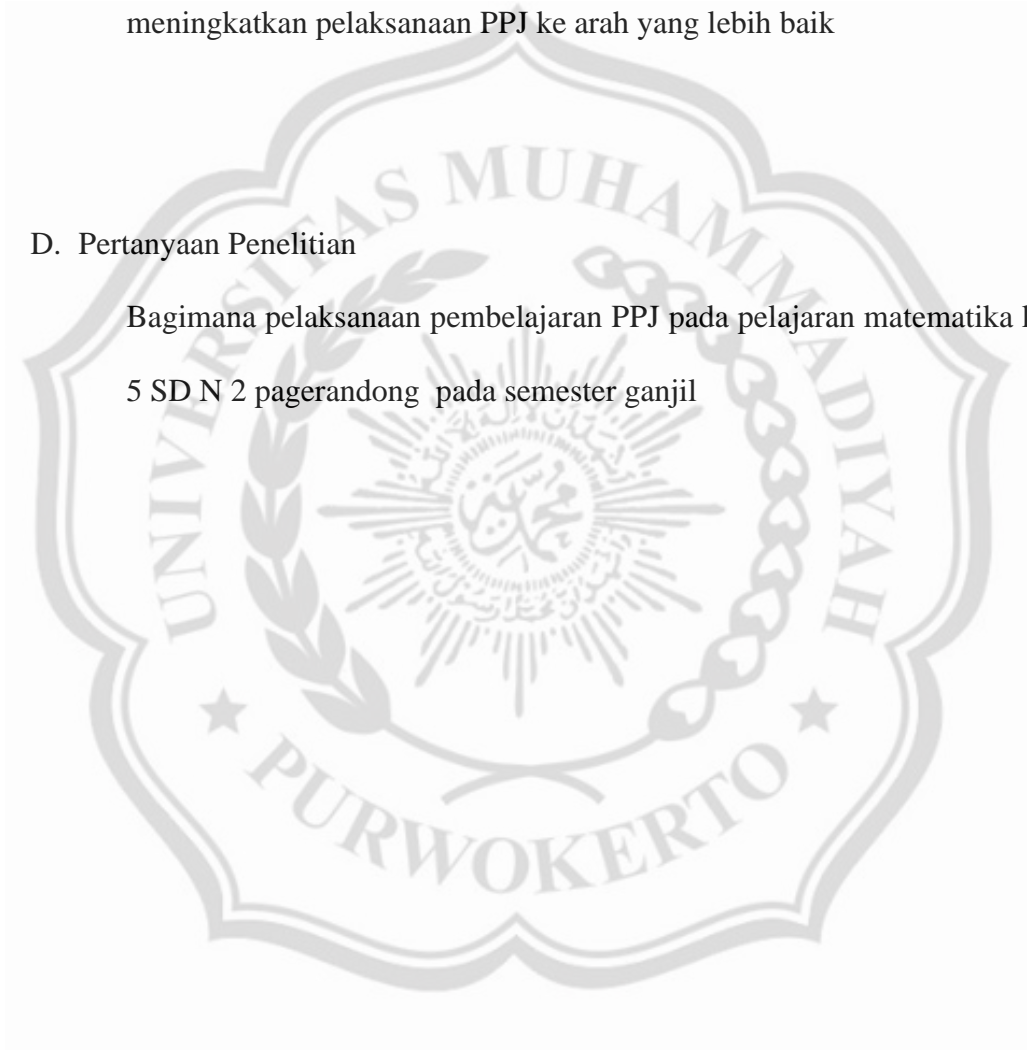 meningkatkan pelaksanaan PPJ ke arah yang lebih baik
D. Pertanyaan Penelitian
Bagimana pelaksanaan pembelajaran PPJ pada pelajaran matematika
5 SD N 2 pagerandong pada semester ganjil
UNIVERSITAS MUHAMMADIYAH
PURWOKERTO